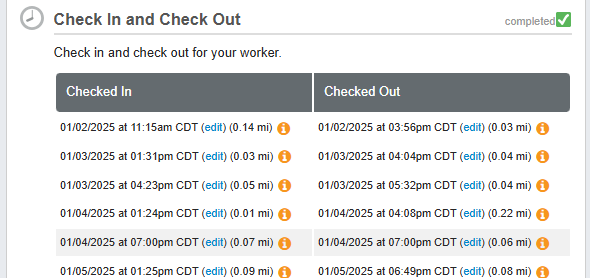 Check In and Check Out
completed
Check in and check out for your worker.
Checked In Checked Out
01/02/2025 at 11:15am CDT (edit) (0.14 mi) 01/02/2025 at 03:56pm CDT (edit) (0.03 mi)
01/03/2025 at 01:31pm CDT (edit) (0.03 mi) 01/03/2025 at 04:04pm CDT (edit) (0.04 mi)
01/03/2025 at 04:23pm CDT (edit) (0.05 mi) 01/03/2025 at 05:32pm CDT (edit) (0.04 mi)
01/04/2025 at 01:24pm CDT (edit) (0.01 mi) 01/04/2025 at 04:08pm CDT (edit) (0.22 mi)
01/04/2025 at 07:00pm CDT (edit) (0.07 mi) 01/04/2025 at 07:00pm CDT (edit) (0.06 mi)
01/05/2025 at 01:25pm CDT (edit) (0.09 mi) 01/05/2025 at 06:49pm CDT (edit) (0.08 mi)